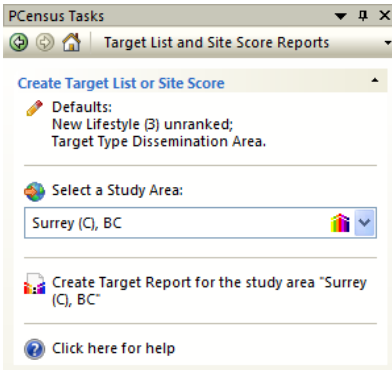 PCensus Tasks
Target List and Site Score Reports
Create Target List or Site Score
Defaults:
New Lifestyle (3) unranked;
Target Type Dissemination Area.
Select a Study Area:
Surrey (C), BC
Create Target Report for the study area "Surrey
(C), BC"
Click here for help